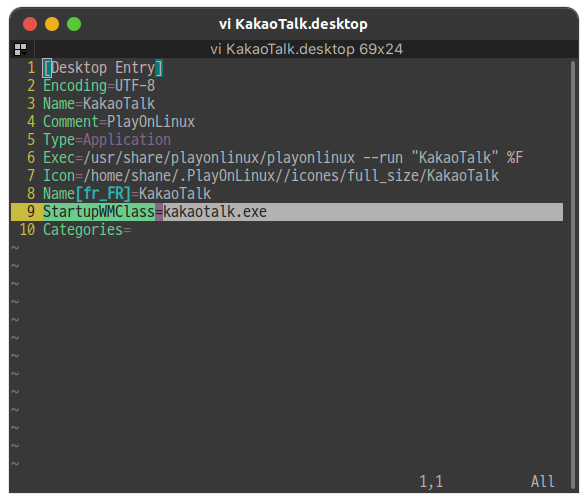 vi KakaoTalk.desktop
vi KakaoTalk.desktop 69x24
1 [Desktop Entry]
2 Encoding=UTF-8
3 Name=KakaoTalk
4 Comment=PlayOnLinux
5 Type=Application
6 Exec=/usr/share/playonlinux/playonlinux --run "KakaoTalk" %F
7 Icon=/home/shane/.PlayOnLinux//icones/full_size/KakaoTalk
8 Name[fr_FR]=KakaoTalk
9 StartupWMClass=kakaotalk.exe
10 Categories=
~
~
~
~
~
~
~
~
~
~
~
~
~
1,1 All